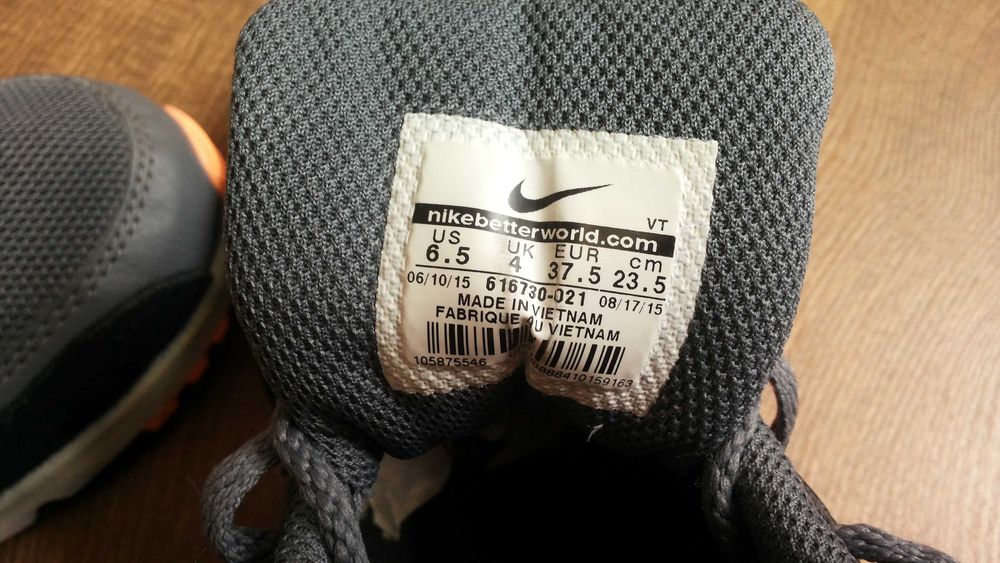 VT
nikebetterworld.com
US UK EUR cm
6.5 4 37.5 23.5
06/10/15 616730-021 08/17/15
MADE IN VIETNAM
FABRIQUE AU VIETNAM
105875546